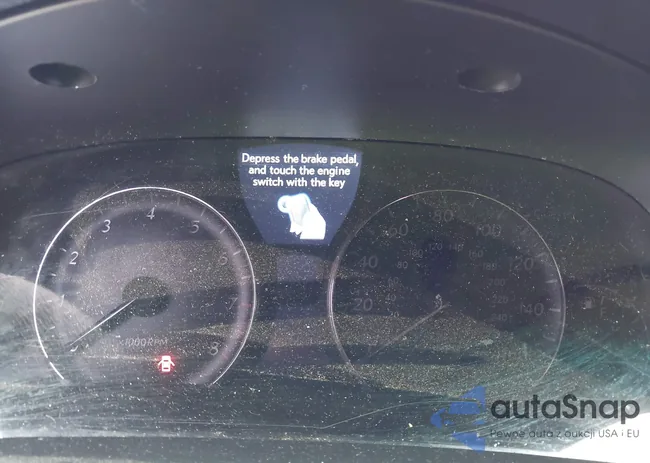 Depress the brake pedal,
and touch the engine
switch with the key
1 2 3 4 5 6 7 8
x1000RPM
20 40 60 80 100 120 140
autaSnap
Pewne auta z aukcji USA i EU